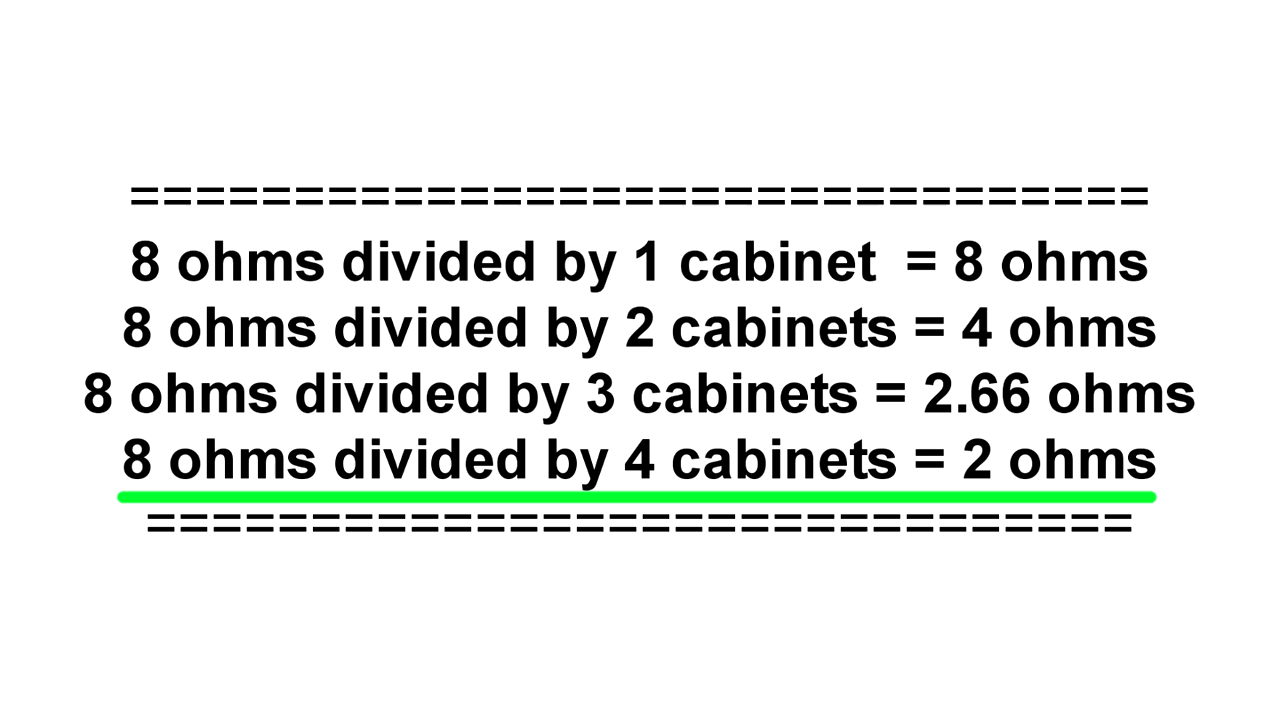 ===============================
8 ohms divided by 1 cabinet  = 8 ohms
8 ohms divided by 2 cabinets = 4 ohms
8 ohms divided by 3 cabinets = 2.66 ohms
8 ohms divided by 4 cabinets = 2 ohms
==============================